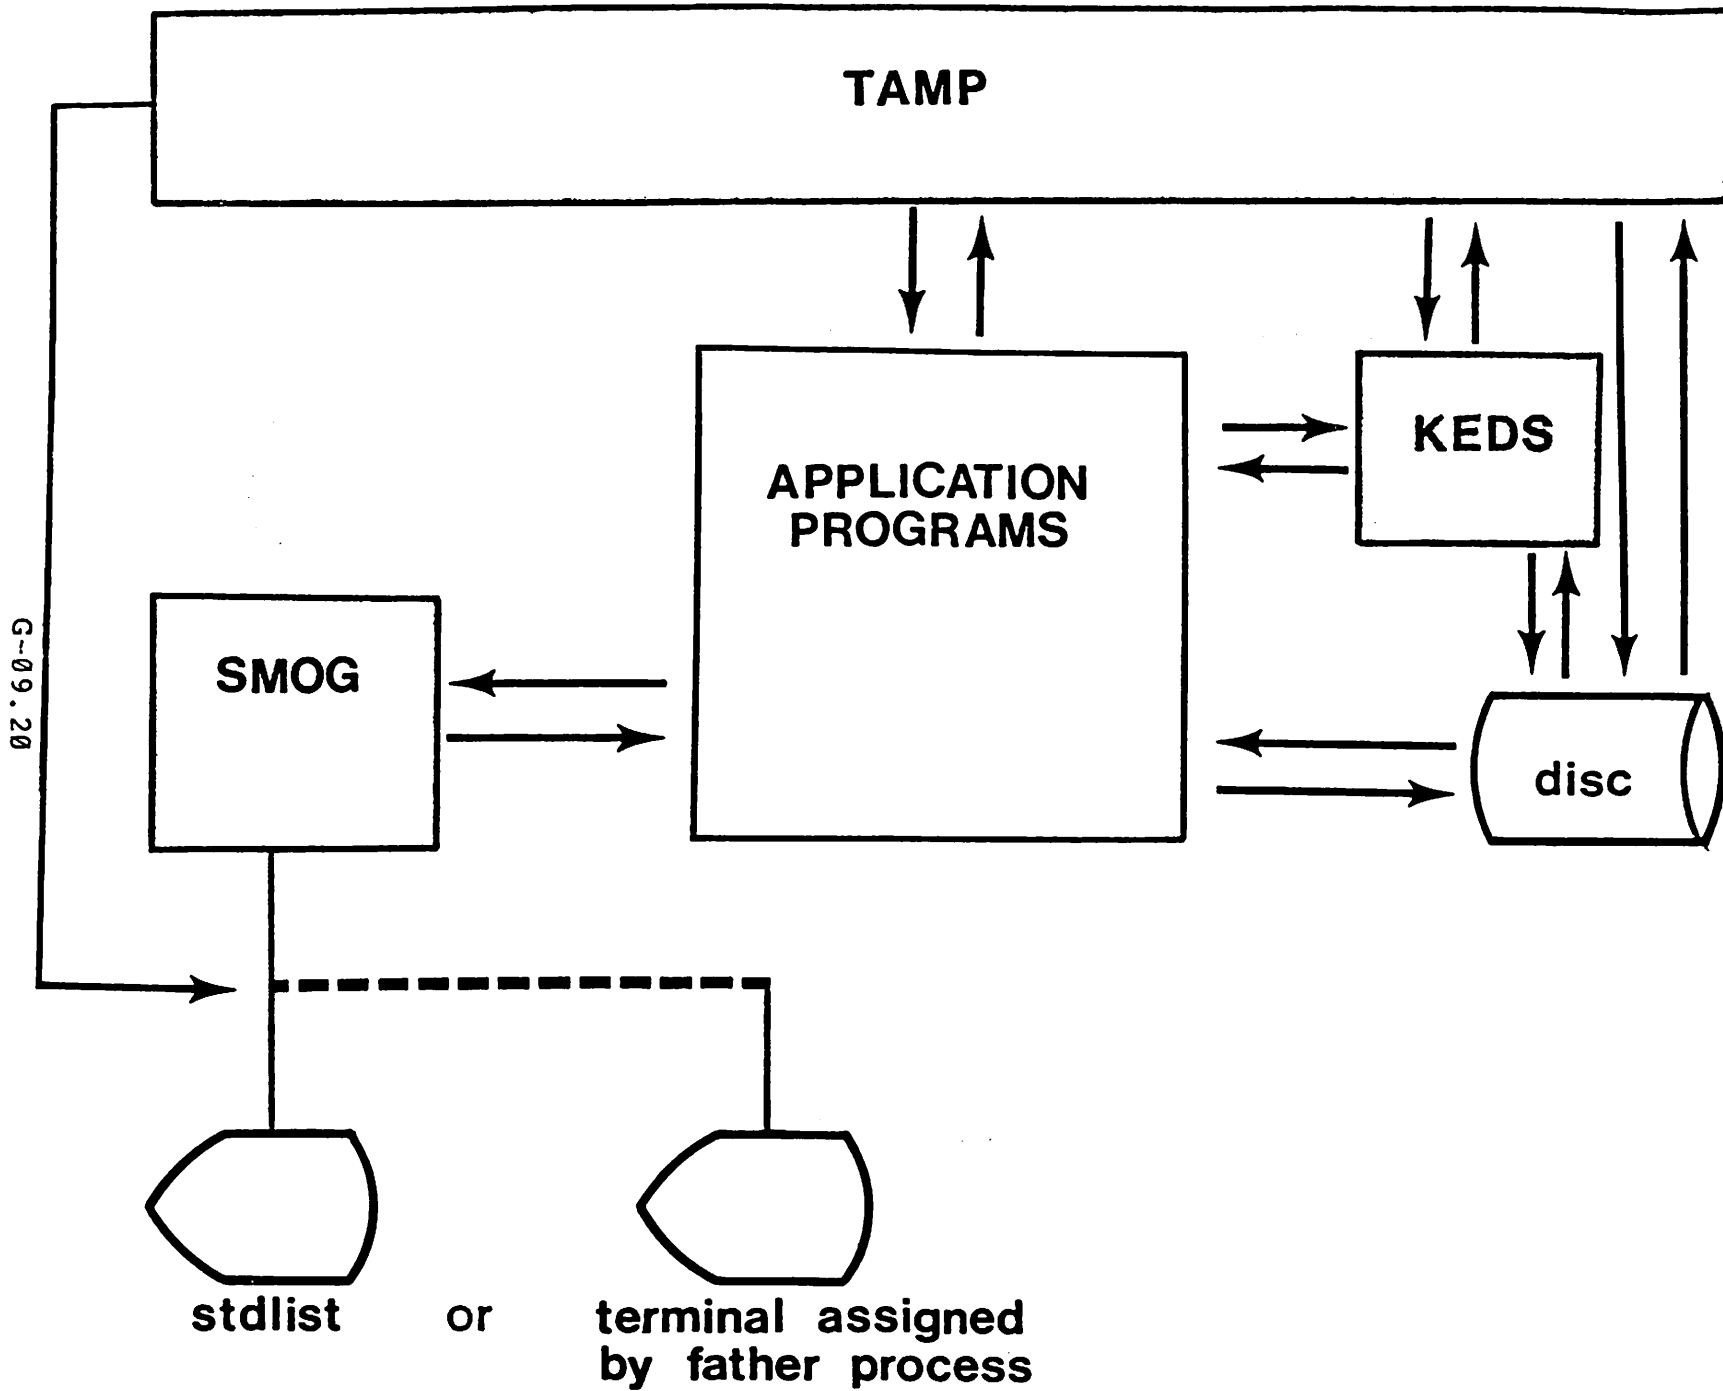 TAMP
KEDS
APPLICATION
PROGRAMS
SMOG
G-09.20
disc
stdlist or terminal assigned
by father process